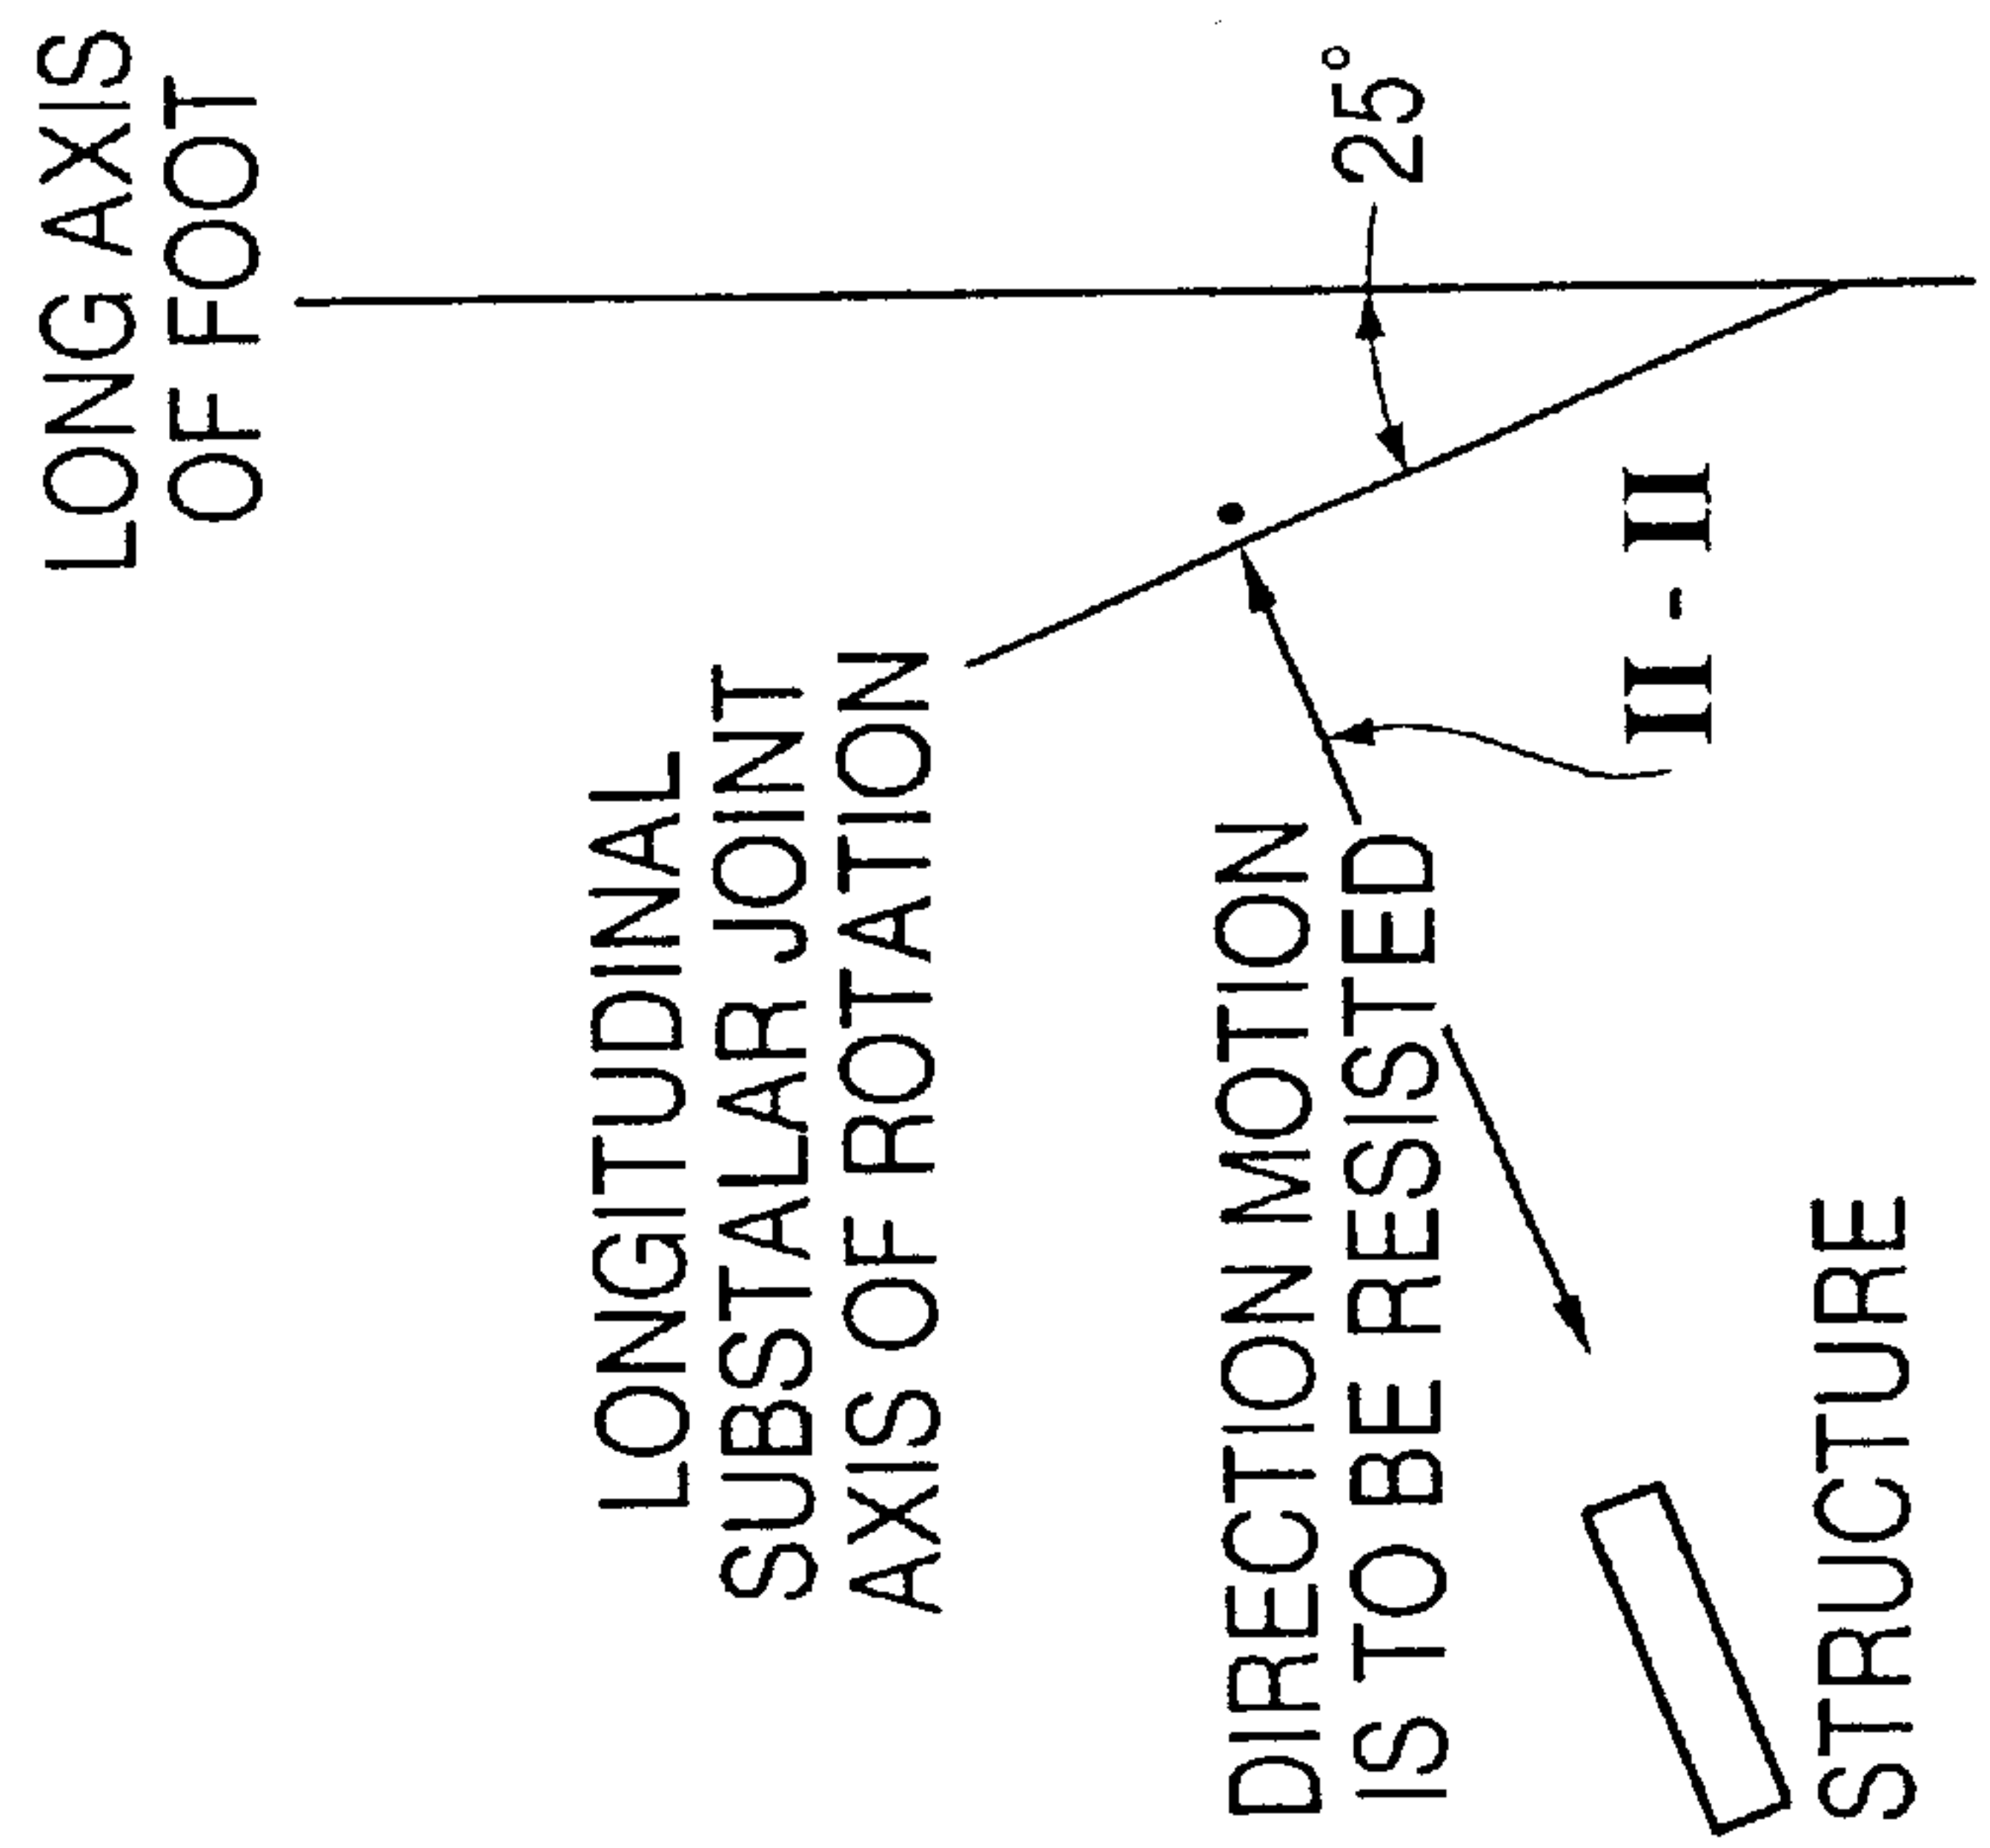 LONG AXIS
OF FOOT
25°
LONGITUDINAL
SUBSTALAR JOINT
AXIS OF ROTATION
II - II
DIRECTION MOTION
IS TO BE RESISTED
STRUCTURE